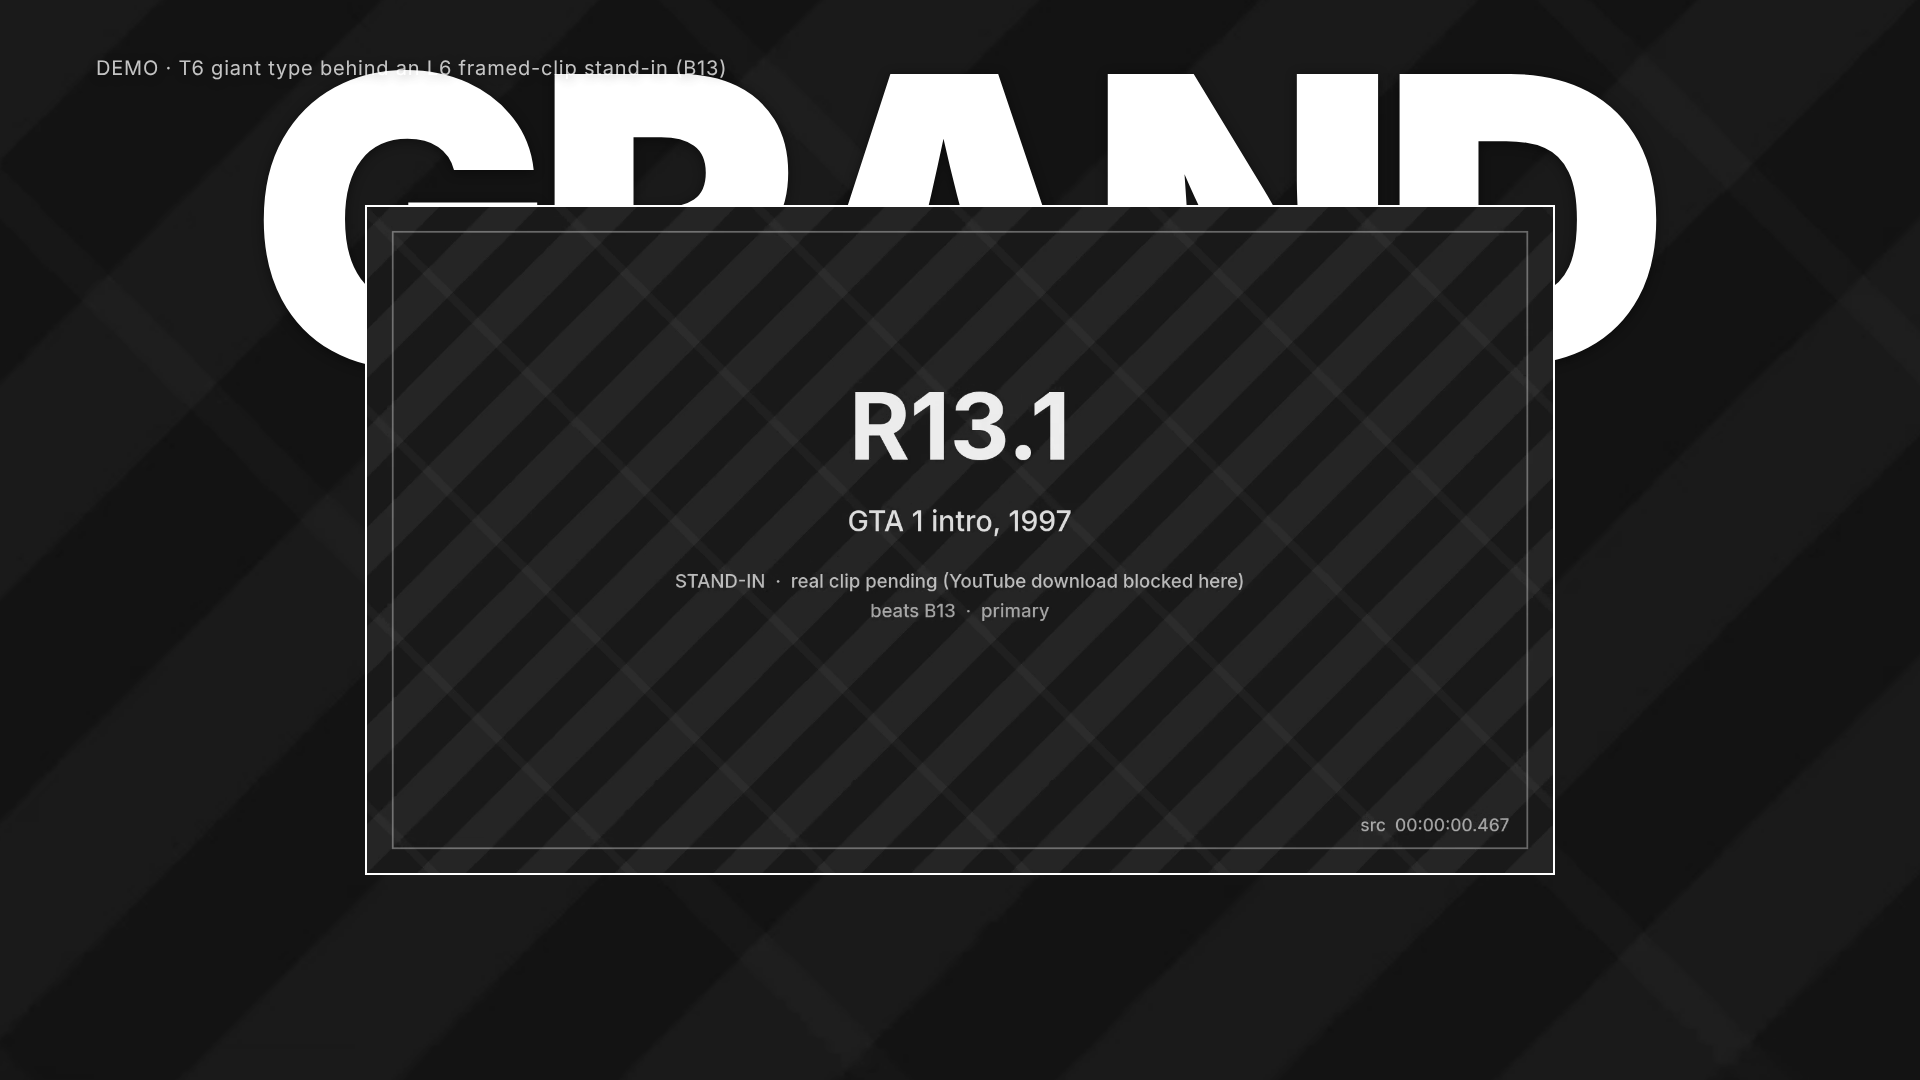 DEMO · T6 giant type behind an L6 framed-clip stand-in (B13)
GRAND
R13.1
GTA 1 intro, 1997
STAND-IN · real clip pending (YouTube download blocked here)
beats B13 · primary
src 00:00:00.467